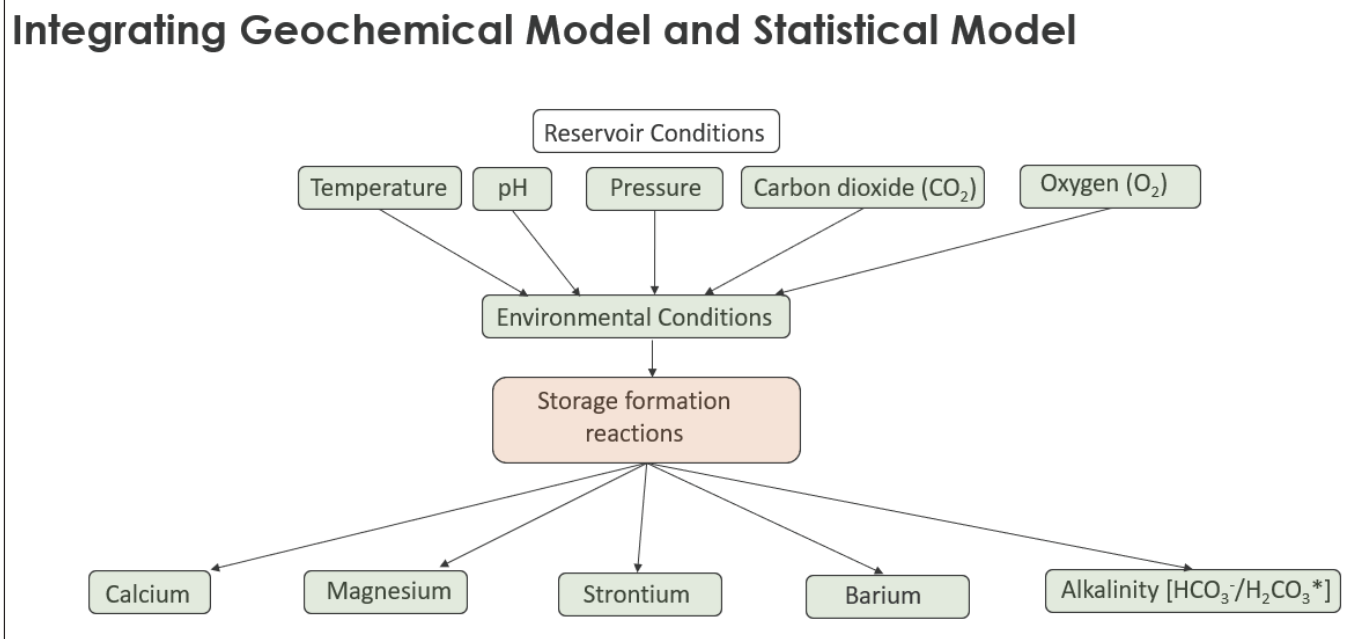 Integrating Geochemical Model and Statistical Model
Reservoir Conditions
Temperature
pH
Pressure
Carbon dioxide (CO₂)
Oxygen (O₂)
Environmental Conditions
Storage formation
reactions
Calcium
Magnesium
Strontium
Barium
Alkalinity [HCO₃⁻/H₂CO₃*]